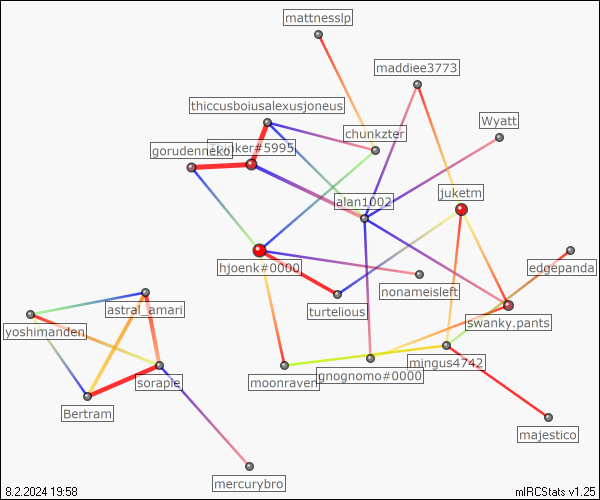 mattnesslp
maddiee3773
thiccusboiusalexusjoneus
Wyatt
chunkzter
gorudenneko
ker#5995
alan1002
juketm
hjoenk#0000
edgepanda
nonameisleft
turtelious
astral_amari
swanky.pants
yoshimanden
mingus4742
gnognomo#0000
moonraven
sorapie
Bertram
majestico
mercurybro
8.2.2024 19:58
mIRCStats v1.25